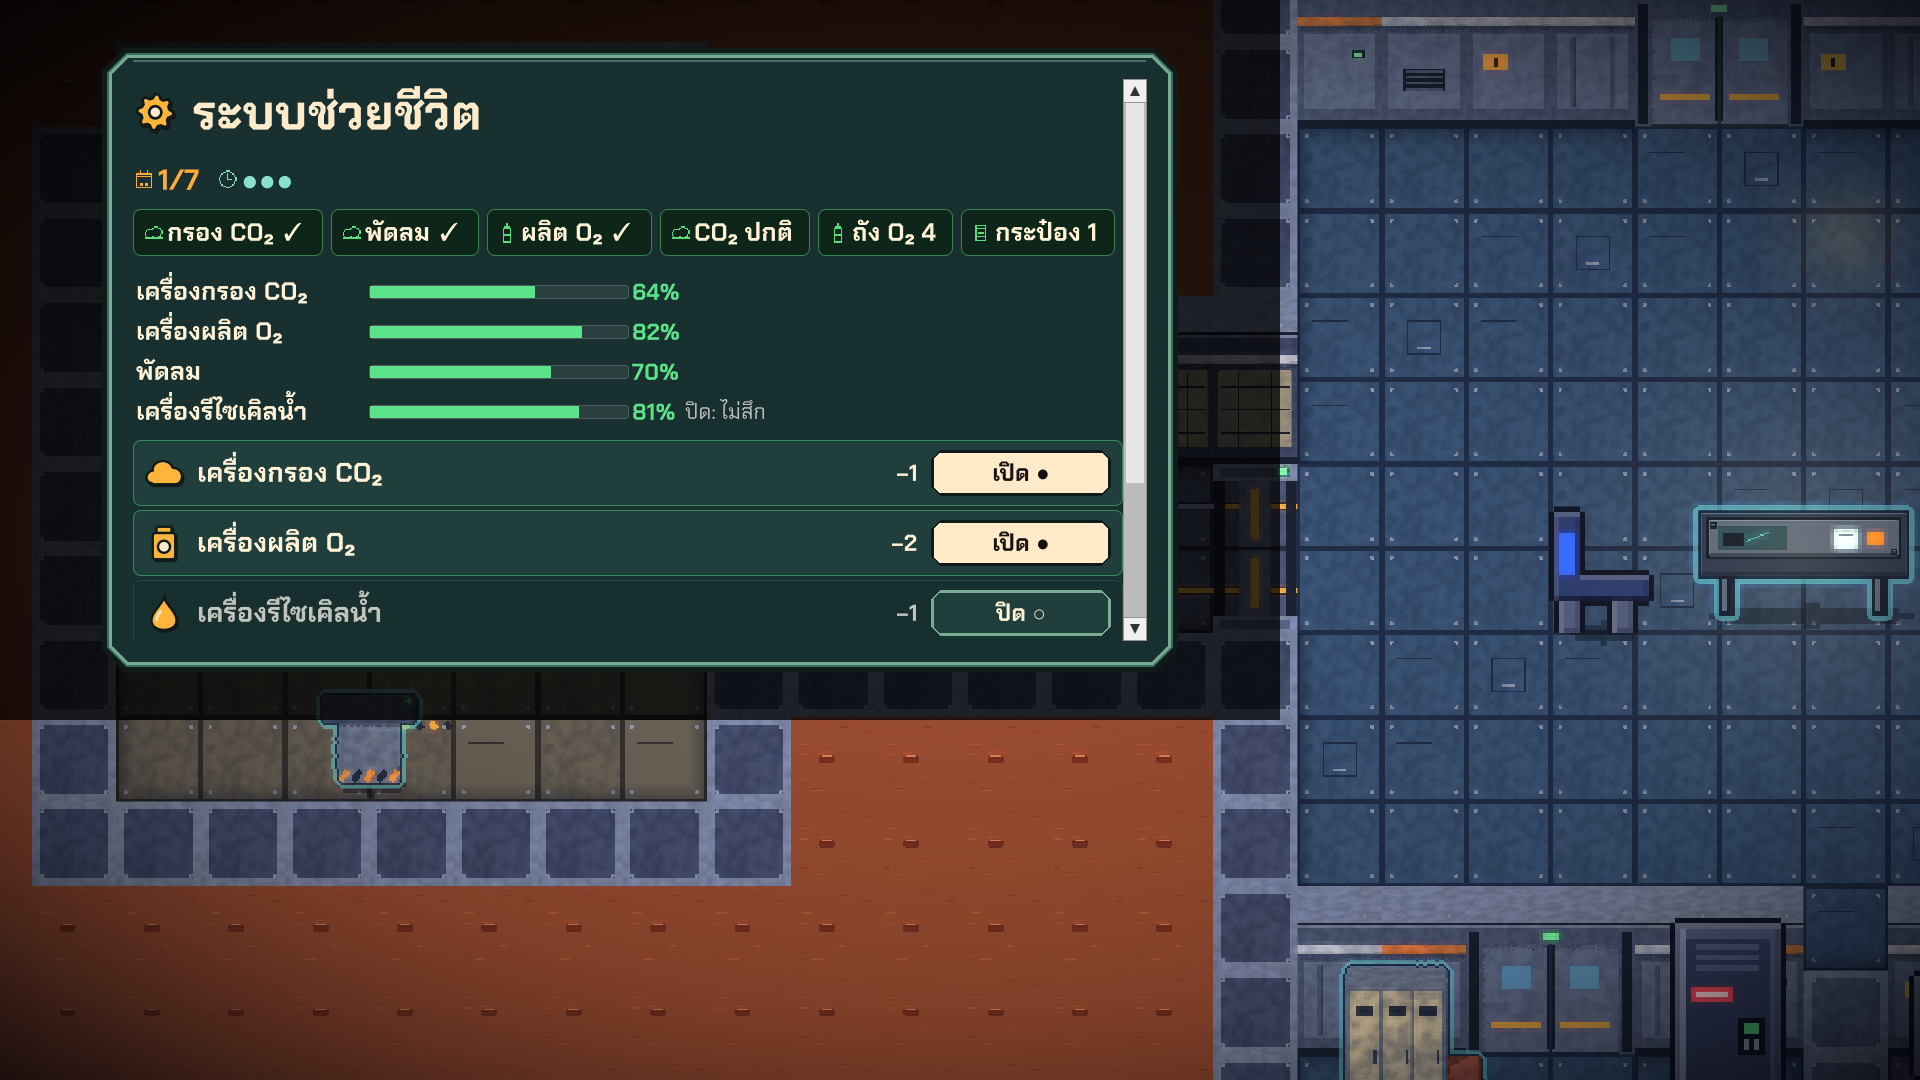 ระบบช่วยชีวิต
1/7
กรอง CO₂ ✓ พัดลม ✓ ผลิต O₂ ✓ CO₂ ปกติ ถัง O₂ 4 กระป๋อง 1
เครื่องกรอง CO₂ 64%
เครื่องผลิต O₂ 82%
พัดลม 70%
เครื่องรีไซเคิลน้ำ 81% ปิด: ไม่สึก
เครื่องกรอง CO₂ −1 เปิด ●
เครื่องผลิต O₂ −2 เปิด ●
เครื่องรีไซเคิลน้ำ −1 ปิด ○